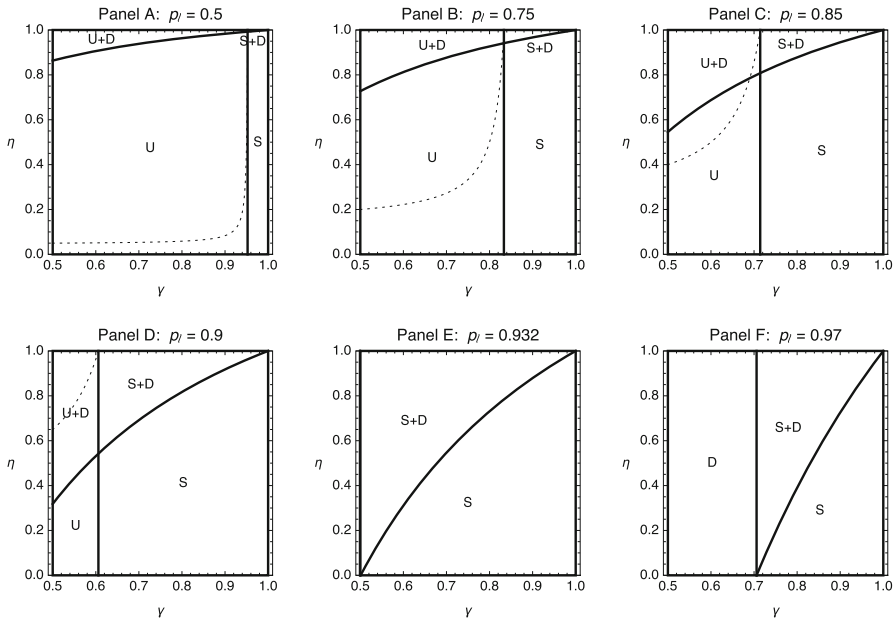 Panel A: pₗ = 0.5
Panel B: pₗ = 0.75
Panel C: pₗ = 0.85
1.0
0.8
0.6
0.4
0.2
0.0
η
U+D
S+D
U
S
0.5 0.6 0.7 0.8 0.9 1.0
γ
1.0
0.8
0.6
0.4
0.2
0.0
η
U+D
S+D
U
S
0.5 0.6 0.7 0.8 0.9 1.0
γ
1.0
0.8
0.6
0.4
0.2
0.0
η
U+D
S+D
U
S
0.5 0.6 0.7 0.8 0.9 1.0
γ
Panel D: pₗ = 0.9
Panel E: pₗ = 0.932
Panel F: pₗ = 0.97
1.0
0.8
0.6
0.4
0.2
0.0
η
U+D
S+D
U
S
0.5 0.6 0.7 0.8 0.9 1.0
γ
1.0
0.8
0.6
0.4
0.2
0.0
η
S+D
S
0.5 0.6 0.7 0.8 0.9 1.0
γ
1.0
0.8
0.6
0.4
0.2
0.0
η
D
S+D
S
0.5 0.6 0.7 0.8 0.9 1.0
γ